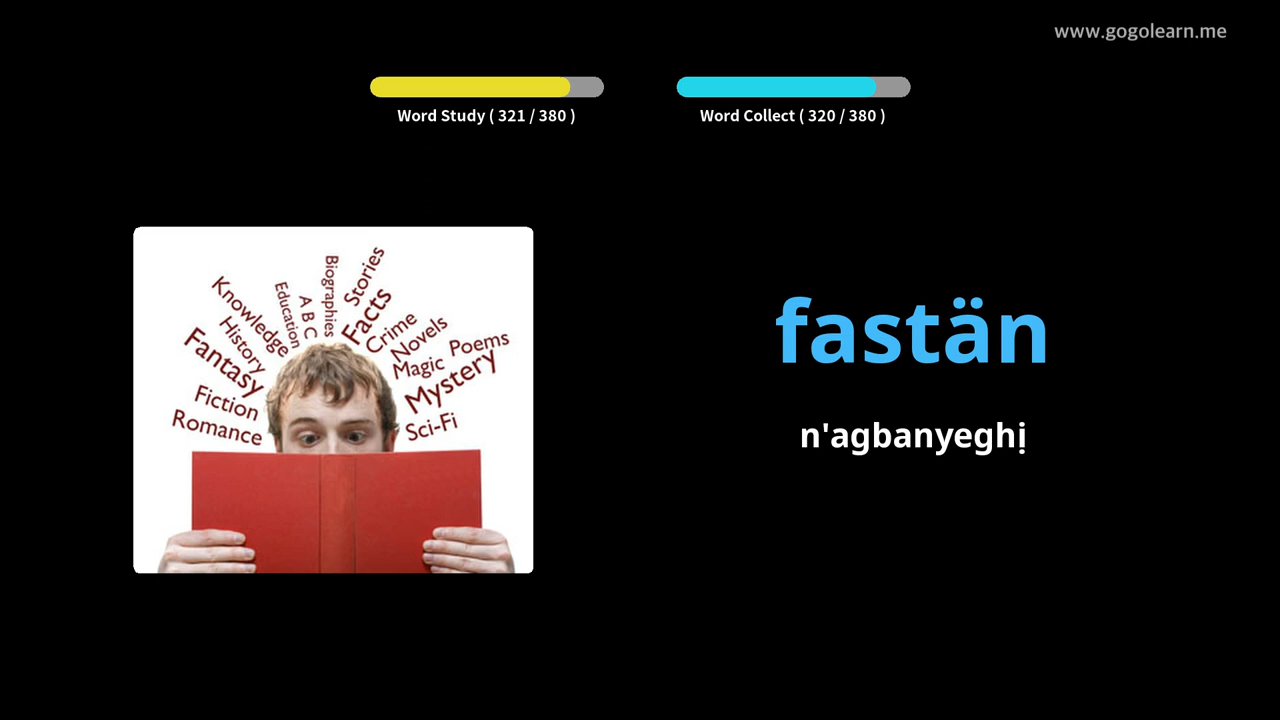 www.gogolearn.me
Word Study ( 321 / 380 )
Word Collect ( 320 / 380 )
Biographies
Stories
Education
A B C
Facts
Knowledge
Crime
History
Novels
Fantasy
Magic
Poems
Mystery
Fiction
Romance
Sci-Fi
fastän
n'agbanyeghị